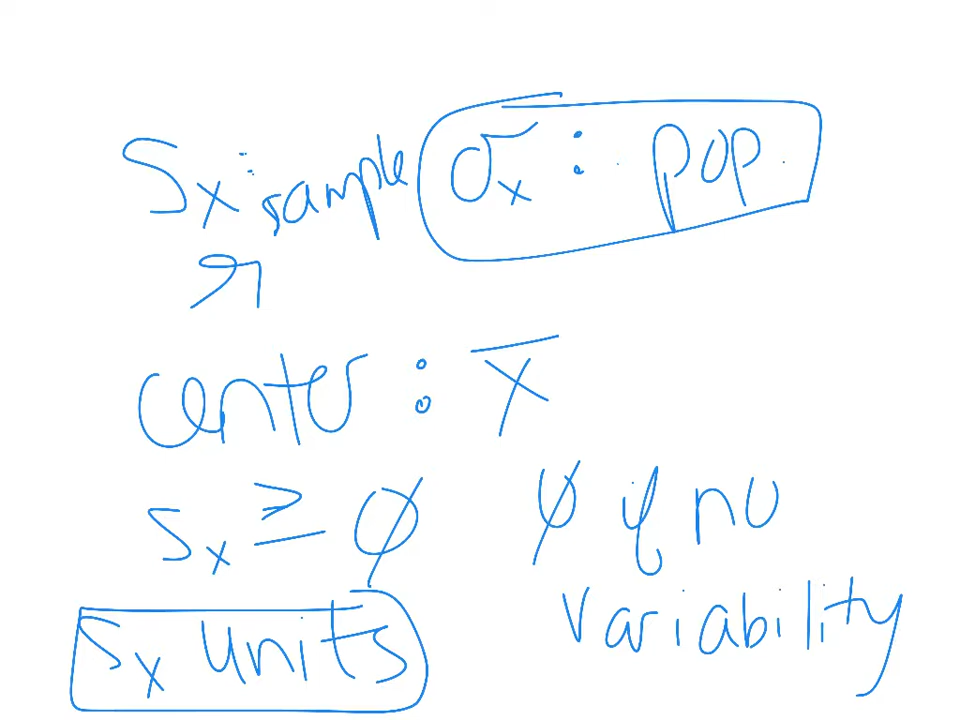 Sx : sample σx : pop
center : x̄
sx ≥ 0 0 if no
variability
sx units